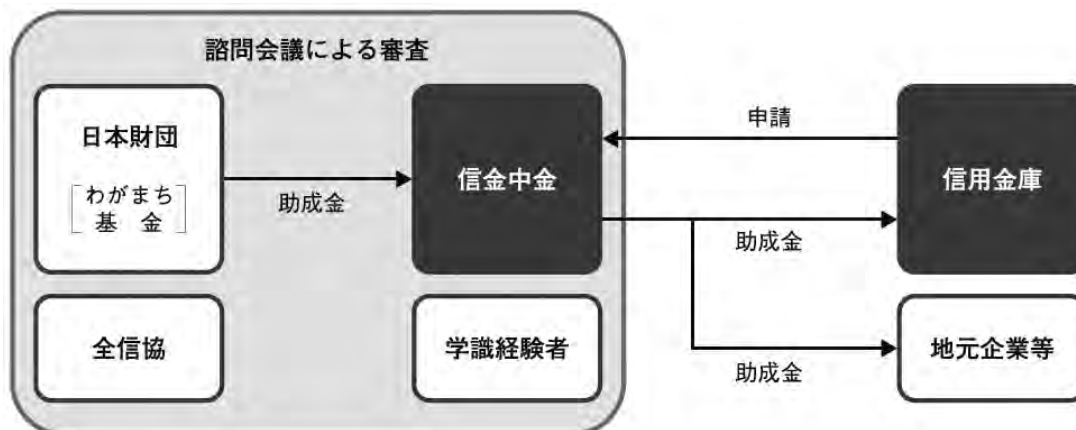 諮問会議による審査
日本財団
わがまち
基　金
助成金
信金中金
申請
信用金庫
助成金
全信協
学識経験者
助成金
地元企業等